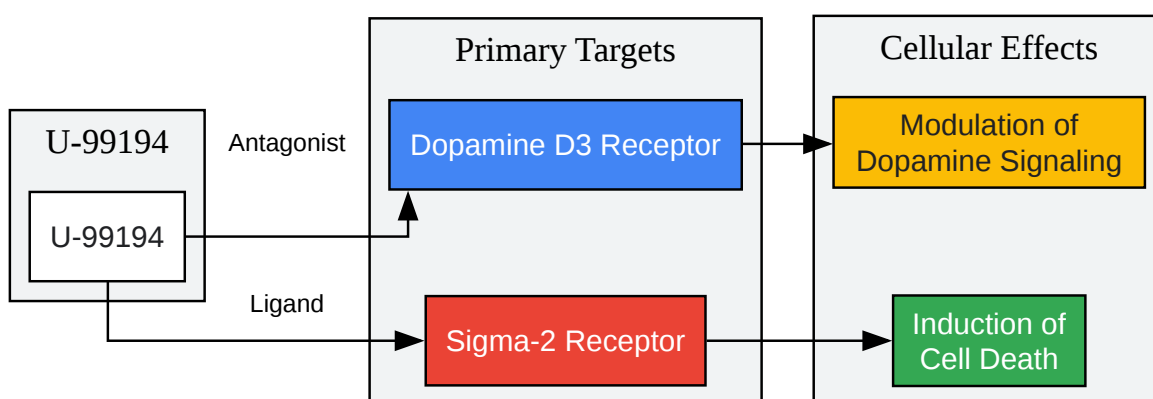 U-99194
U-99194
Antagonist
Ligand
Primary Targets
Dopamine D3 Receptor
Sigma-2 Receptor
Cellular Effects
Modulation of
Dopamine Signaling
Induction of
Cell Death